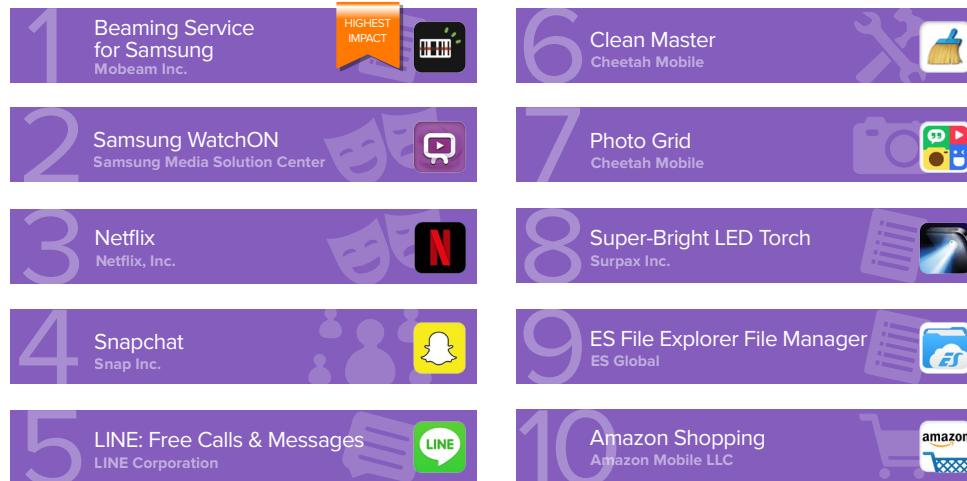 1
Beaming Service
for Samsung
Mobeam Inc.
HIGHEST
IMPACT
2
Samsung WatchON
Samsung Media Solution Center
3
Netflix
Netflix, Inc.
N
4
Snapchat
Snap Inc.
5
LINE: Free Calls & Messages
LINE Corporation
LINE
6
Clean Master
Cheetah Mobile
7
Photo Grid
Cheetah Mobile
8
Super-Bright LED Torch
Surpax Inc.
9
ES File Explorer File Manager
ES Global
ES
10
Amazon Shopping
Amazon Mobile LLC
amazon